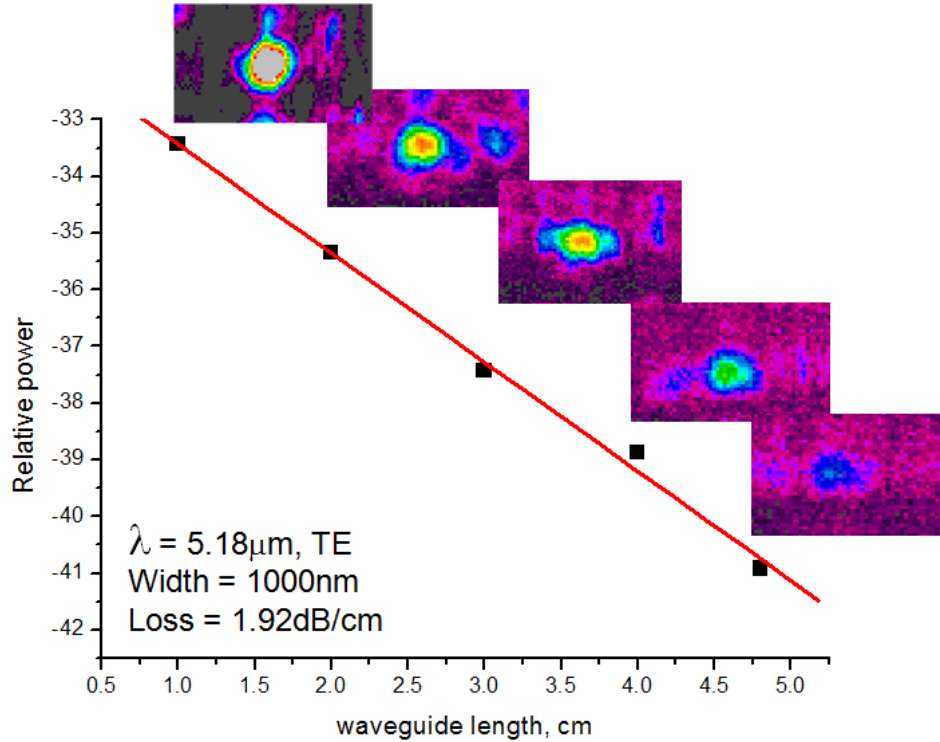 -33
-34
-35
-36
-37
-38
-39
-40
-41
-42
Relative power
λ = 5.18μm, TE
Width = 1000nm
Loss = 1.92dB/cm
0.5 1.0 1.5 2.0 2.5 3.0 3.5 4.0 4.5 5.0
waveguide length, cm